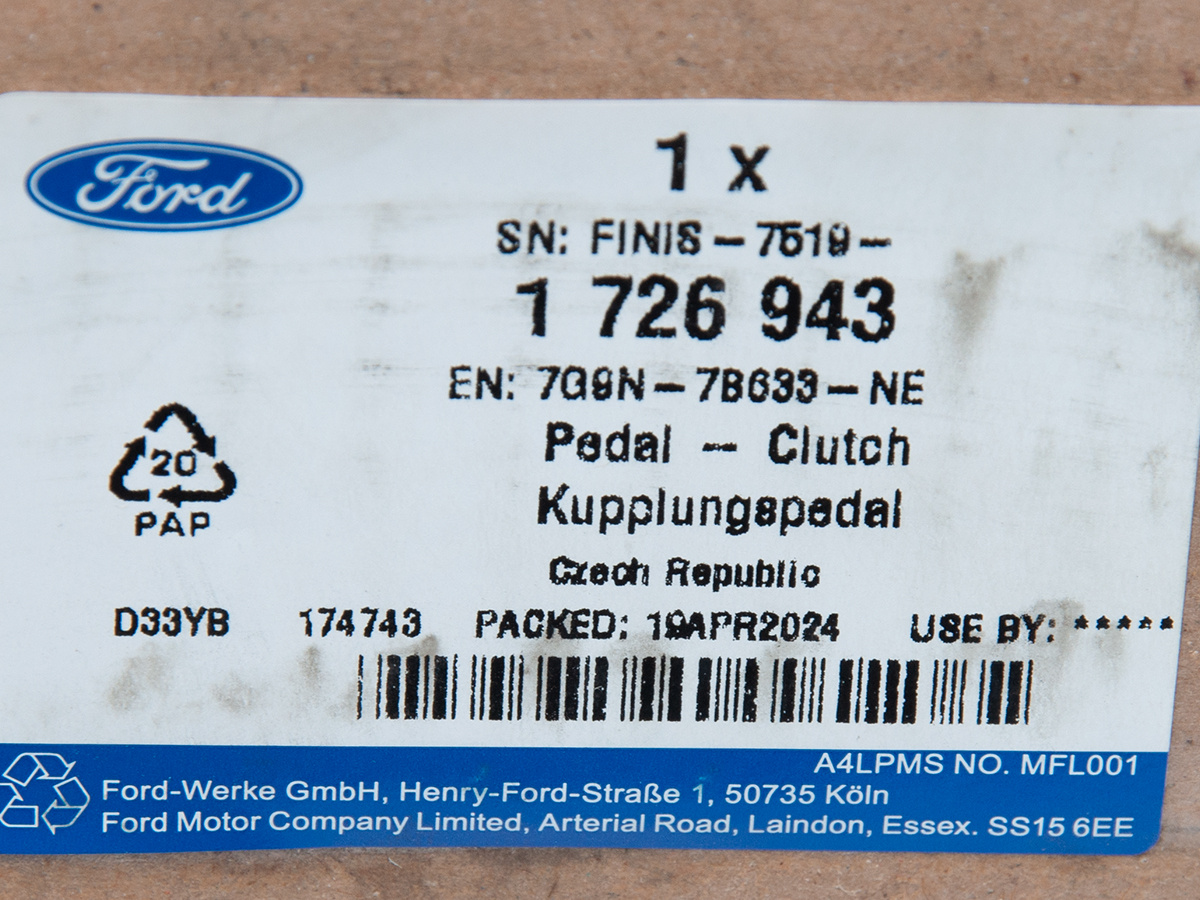 Ford
1 x
SN: FINIS-7519-
1 726 943
EN: 7G9N-7B633-NE
Pedal - Clutch
Kupplungspedal
Czech Republic
20
PAP
D33YB 174743 PACKED: 19APR2024 USE BY: *****
A4LPMS NO. MFL001
Ford-Werke GmbH, Henry-Ford-Straße 1, 50735 Köln
Ford Motor Company Limited, Arterial Road, Laindon, Essex. SS15 6EE